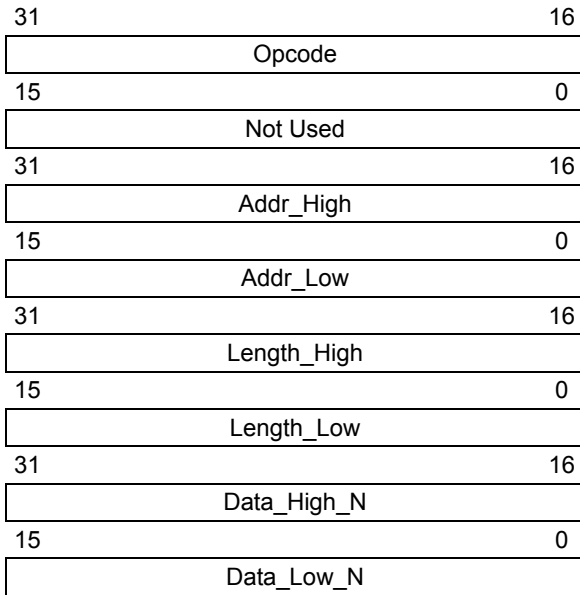 31 16
Opcode
15 0
Not Used
31 16
Addr_High
15 0
Addr_Low
31 16
Length_High
15 0
Length_Low
31 16
Data_High_N
15 0
Data_Low_N